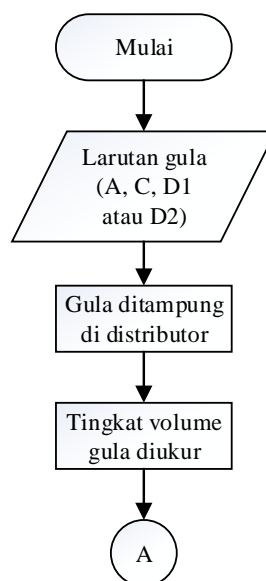 Mulai
Larutan gula
(A, C, D1
atau D2)
Gula ditampung
di distributor
Tingkat volume
gula diukur
A